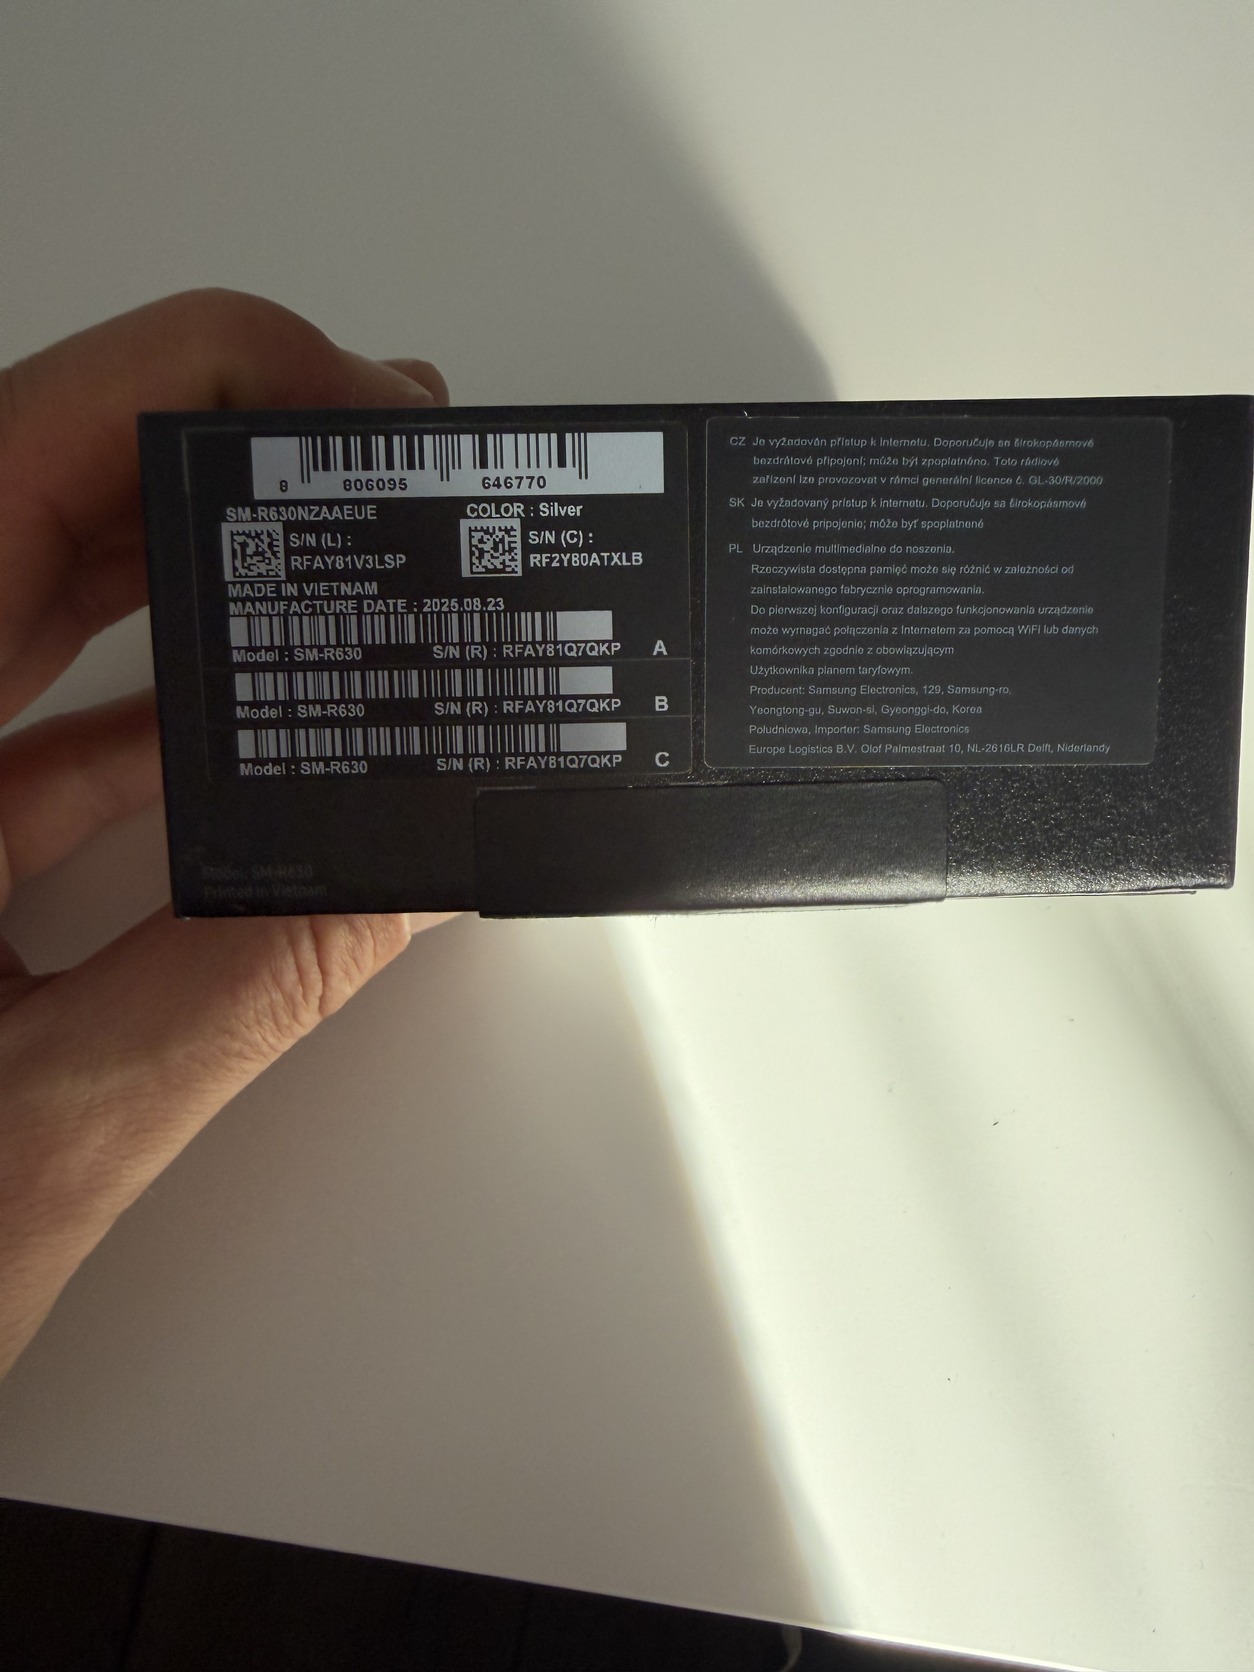 8 806095 646770
SM-R630NZAAEUE COLOR : Silver
S/N (L) :
RFAY81V3LSP
S/N (C) :
RF2Y80ATXLB
MADE IN VIETNAM
MANUFACTURE DATE : 2025.08.23
Model : SM-R630 S/N (R) : RFAY81Q7QKP A
Model : SM-R630 S/N (R) : RFAY81Q7QKP B
Model : SM-R630 S/N (R) : RFAY81Q7QKP C
Model: SM-R630
Printed in Vietnam
CZ Je vyžadován přístup k Internetu. Doporučuje se širokopásmové
bezdrátové připojení; může být zpoplatněno. Toto rádiové
zařízení lze provozovat v rámci generální licence č. GL-30/R/2000
SK Je vyžadovaný prístup k internetu. Doporučuje sa širokopásmové
bezdrôtové pripojenie; môže byť spoplatnené
PL Urządzenie multimedialne do noszenia.
Rzeczywista dostępna pamięć może się różnić w zależności od
zainstalowanego fabrycznie oprogramowania.
Do pierwszej konfiguracji oraz dalszego funkcjonowania urządzenie
może wymagać połączenia z Internetem za pomocą WiFi lub danych
komórkowych zgodnie z obowiązującym
Użytkownika planem taryfowym.
Producent: Samsung Electronics, 129, Samsung-ro,
Yeongtong-gu, Suwon-si, Gyeonggi-do, Korea
Południowa, Importer: Samsung Electronics
Europe Logistics B.V. Olof Palmestraat 10, NL-2616LR Delft, Niderlandy